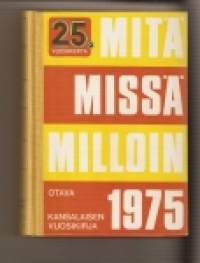 25.
VUOSIKERTA
MITÄ
MISSÄ
MILLOIN
OTAVA
1975
KANSALAISEN
VUOSIKIRJA